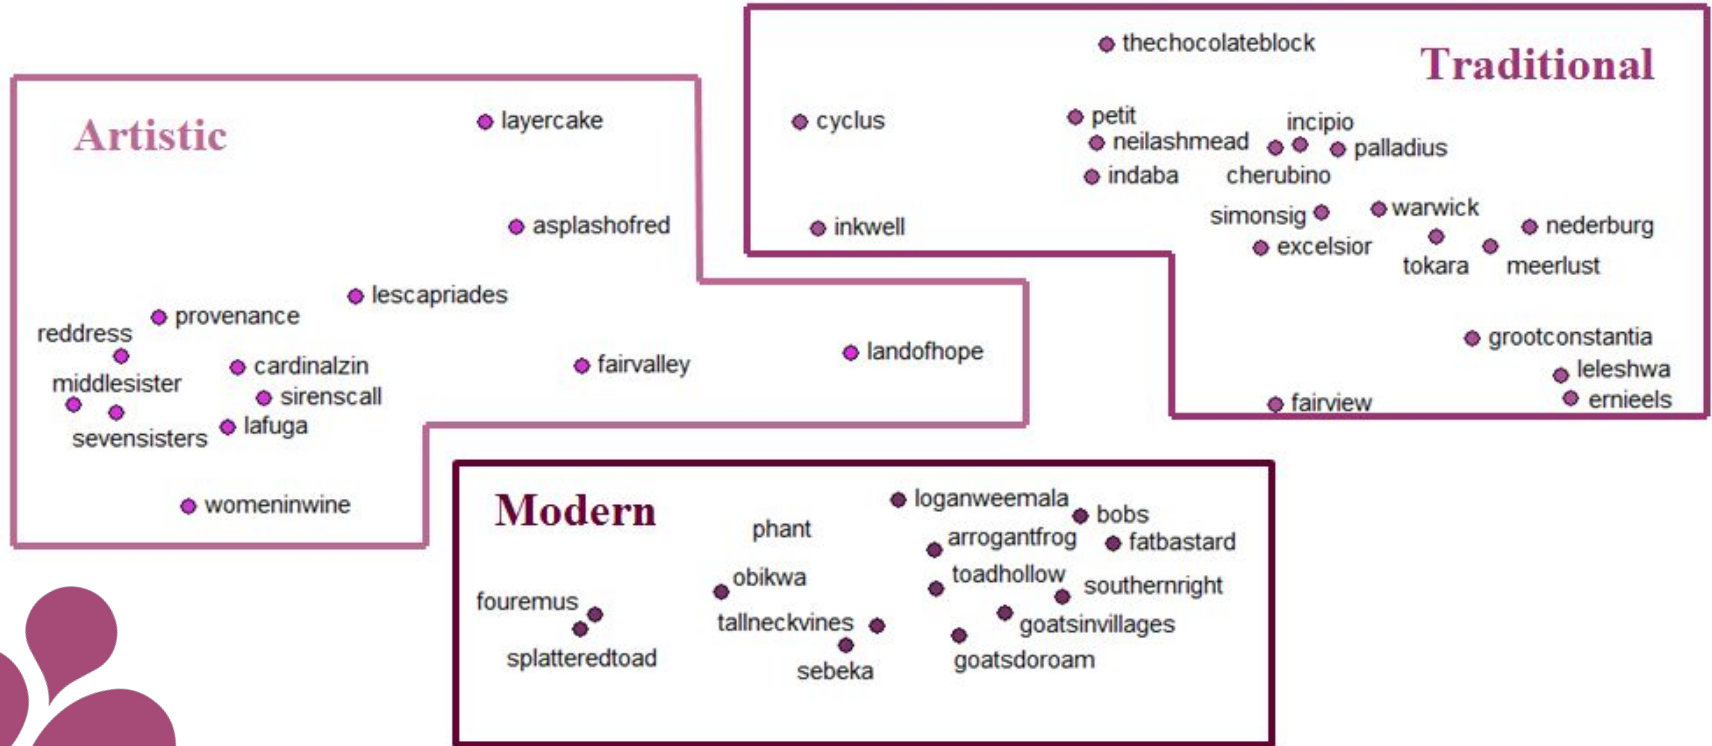 Artistic
layercake
asplashofred
lescapriades
provenance
reddress
cardinalzin
fairvalley
landofhope
middlesister
sirenscall
lafuga
sevensisters
womeninwine
Traditional
thechocolateblock
cyclus
petit
incipio
neilashmead
palladius
indaba
cherubino
inkwell
simonsig
warwick
nederburg
excelsior
tokara
meerlust
grootconstantia
leleshwa
fairview
ernieels
Modern
loganweemala
phant
bobs
arrogantfrog
fatbastard
obikwa
toadhollow
southernright
fouremus
tallneckvines
goatsinvillages
splatteredtoad
sebeka
goatsdoroam